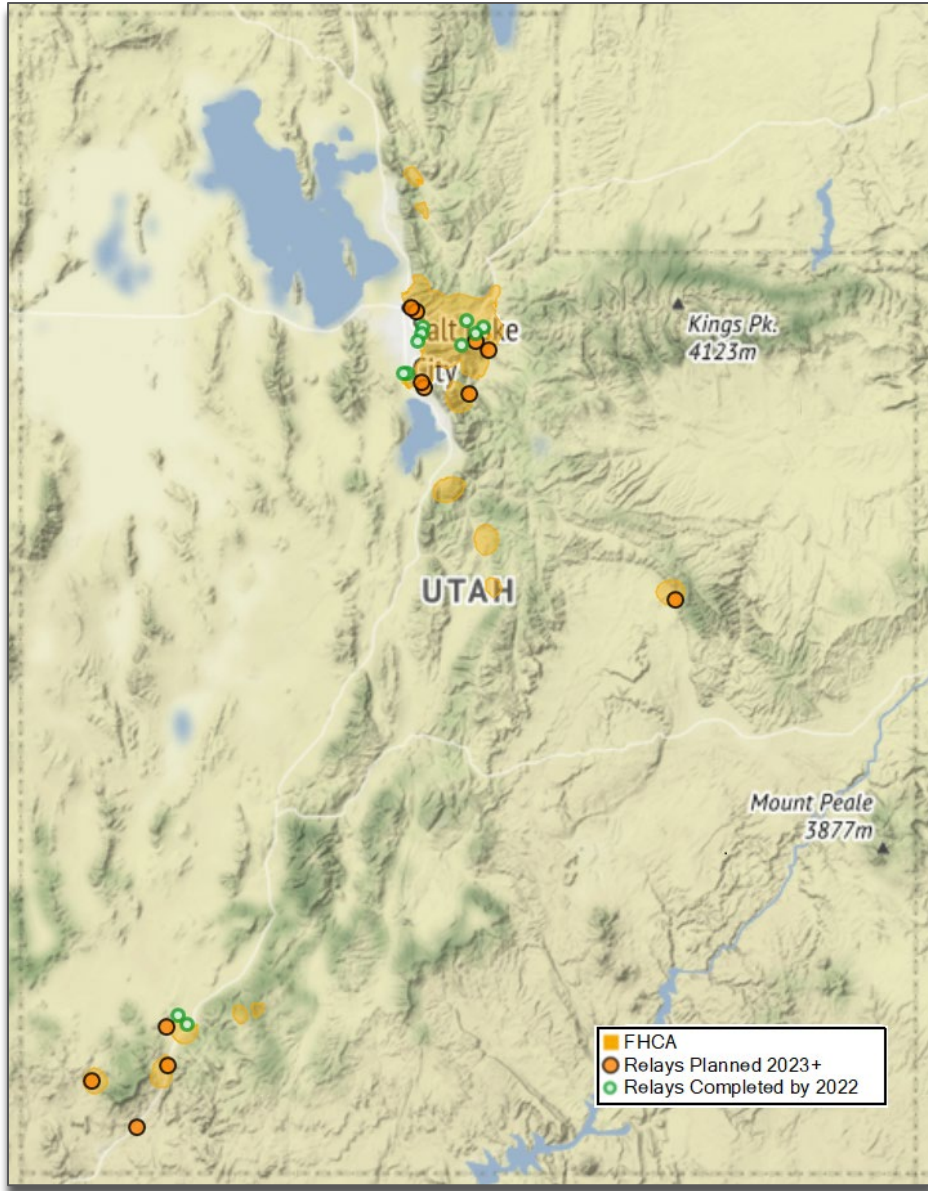 Kings Pk.
4123m
Salt Lake
City
UTAH
Mount Peale
3877m
FHCA
Relays Planned 2023+
Relays Completed by 2022